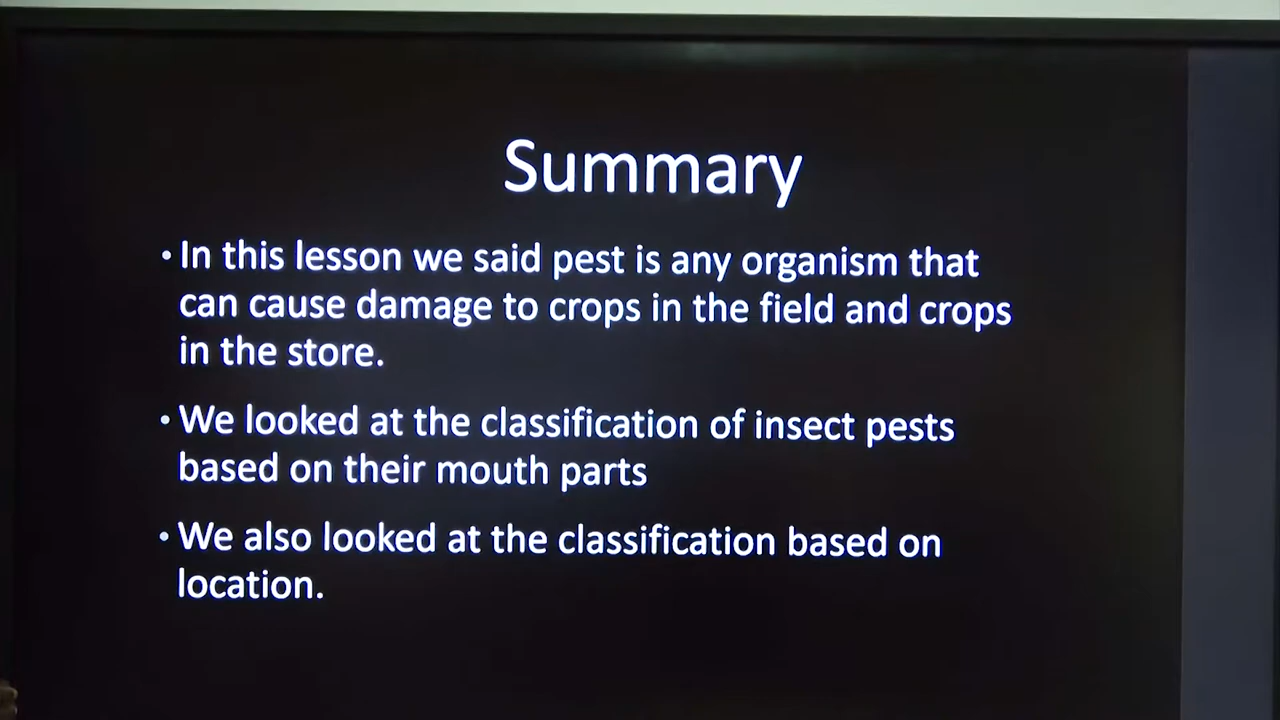 Summary
• In this lesson we said pest is any organism that
can cause damage to crops in the field and crops
in the store.
• We looked at the classification of insect pests
based on their mouth parts
• We also looked at the classification based on
location.